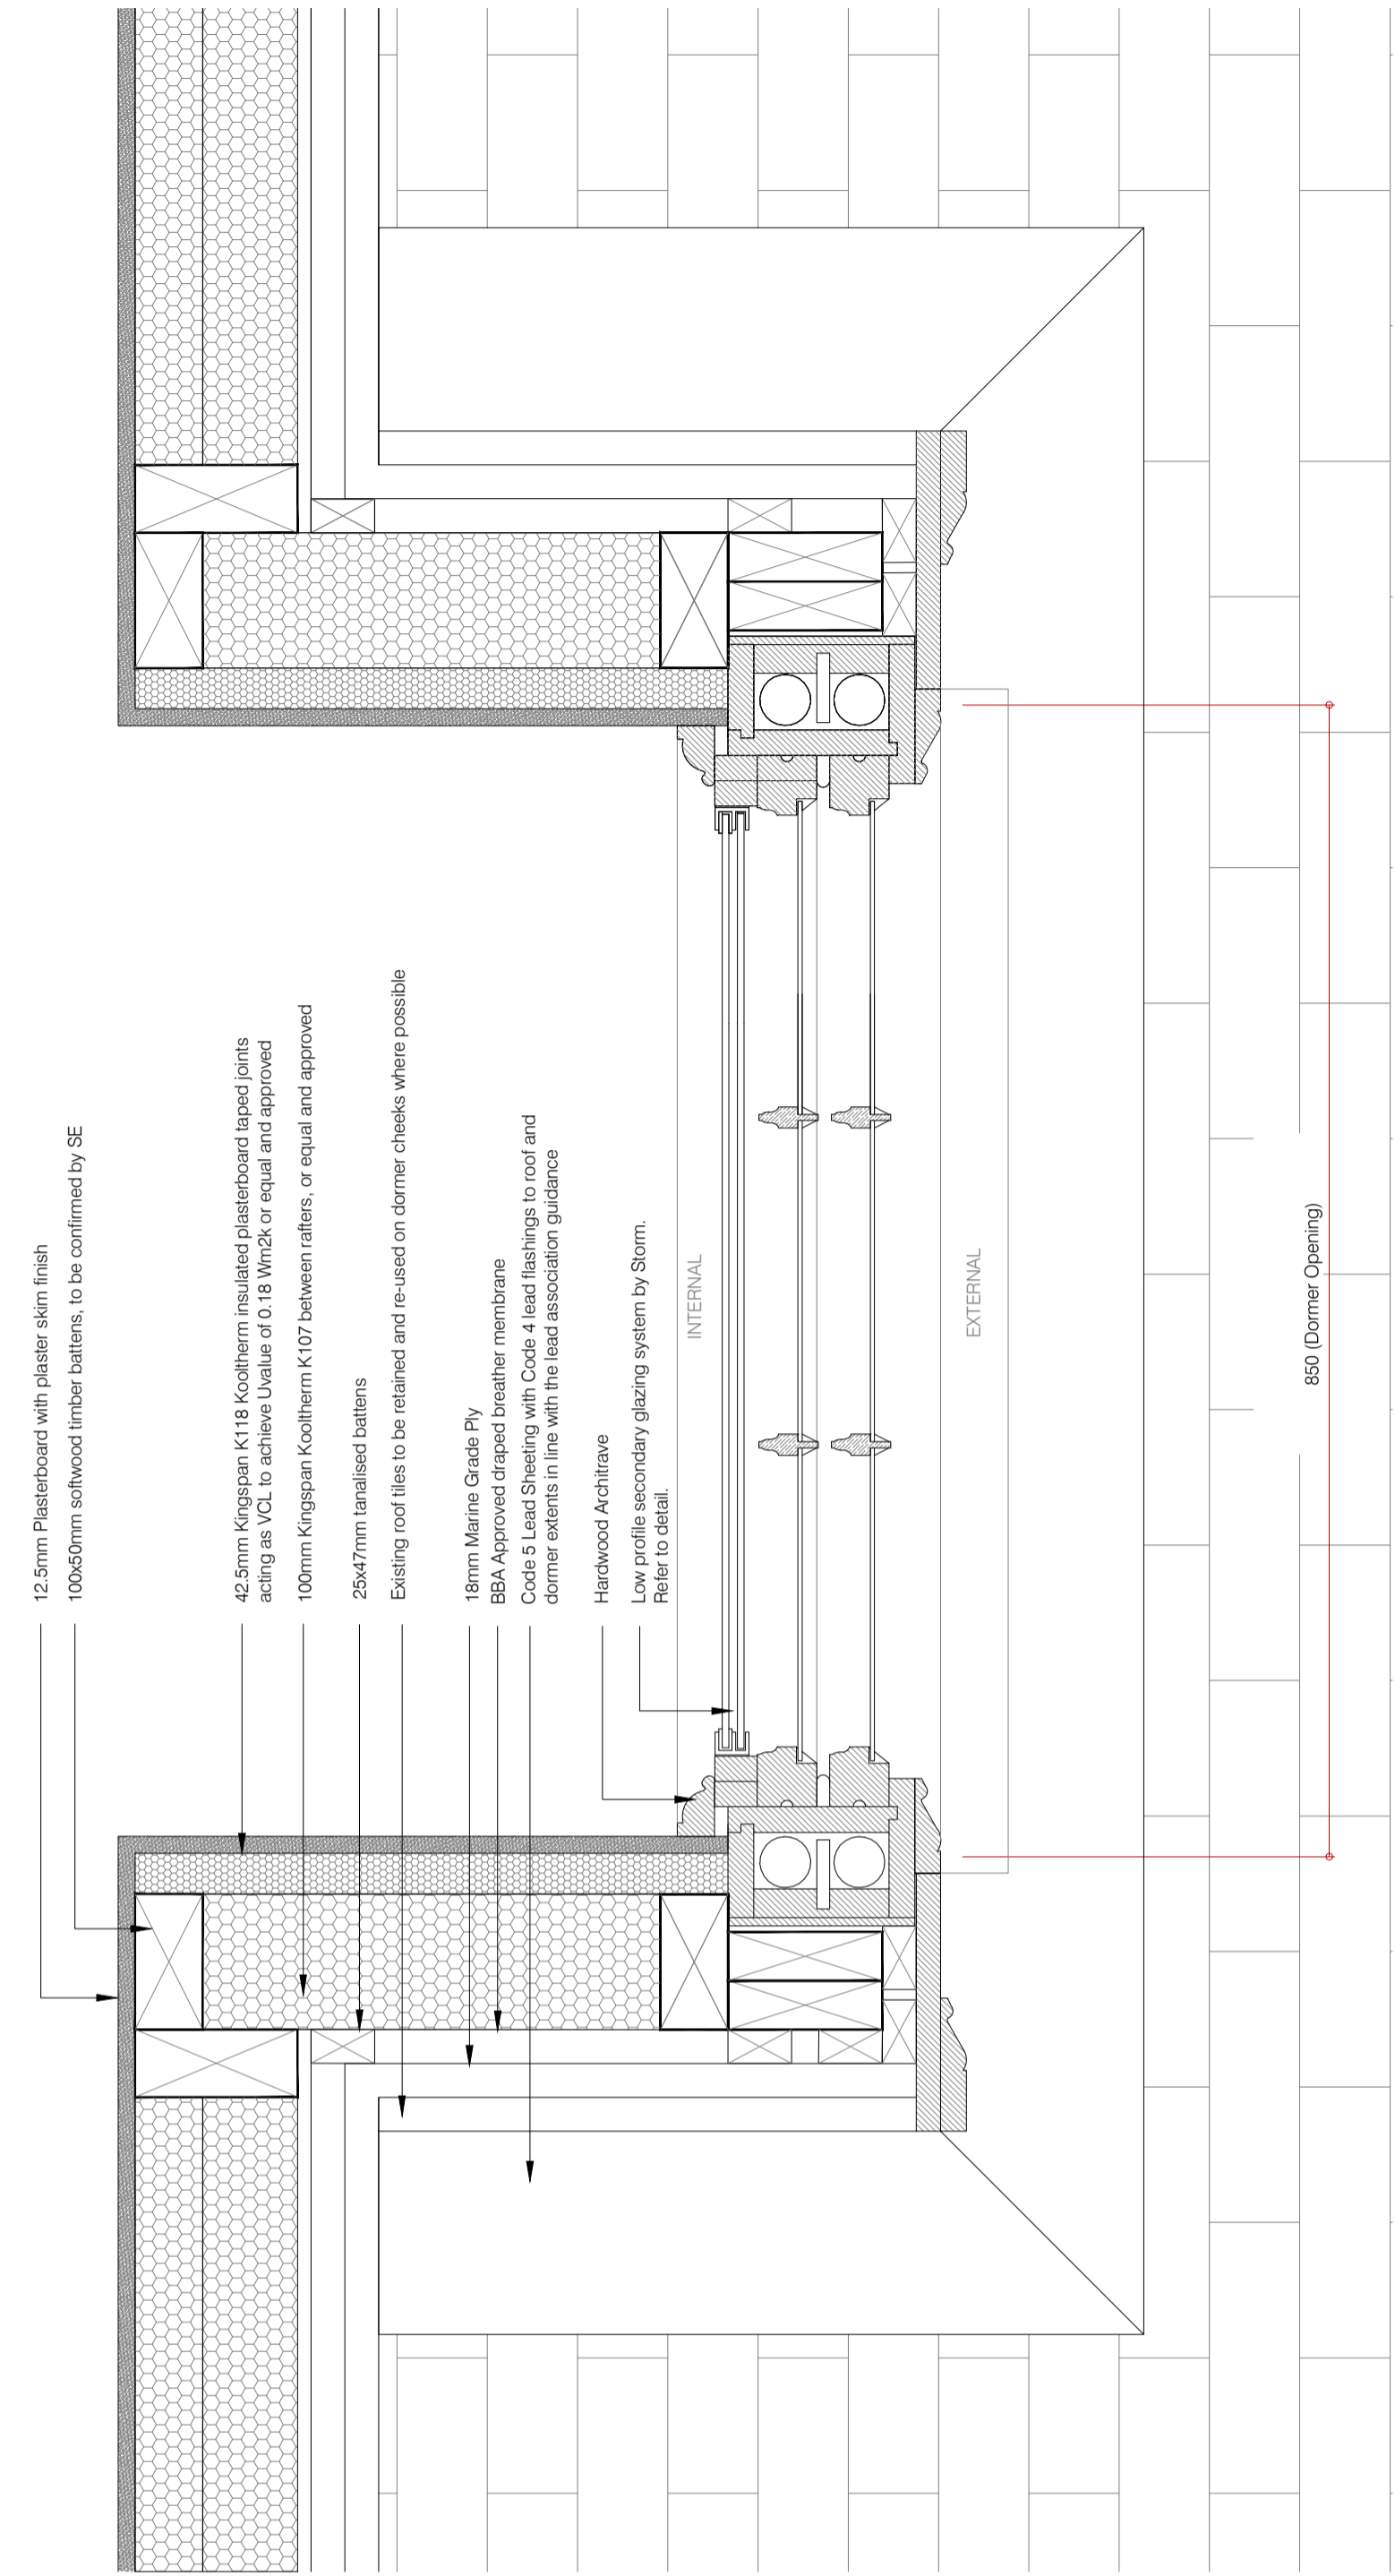 12.5mm Plasterboard with plaster skim finish
100x50mm softwood timber battens, to be confirmed by SE
42.5mm Kingspan K118 Kooltherm insulated plasterboard taped joints
acting as VCL to achieve Uvalue of 0.18 Wm2k or equal and approved
100mm Kingspan Kooltherm K107 between rafters, or equal and approved
25x47mm tanalised battens
Existing roof tiles to be retained and re-used on dormer cheeks where possible
18mm Marine Grade Ply
BBA Approved draped breather membrane
Code 5 Lead Sheeting with Code 4 lead flashings to roof and
dormer extents in line with the lead association guidance
Hardwood Architrave
Low profile secondary glazing system by Storm.
Refer to detail.
INTERNAL
EXTERNAL
850 (Dormer Opening)